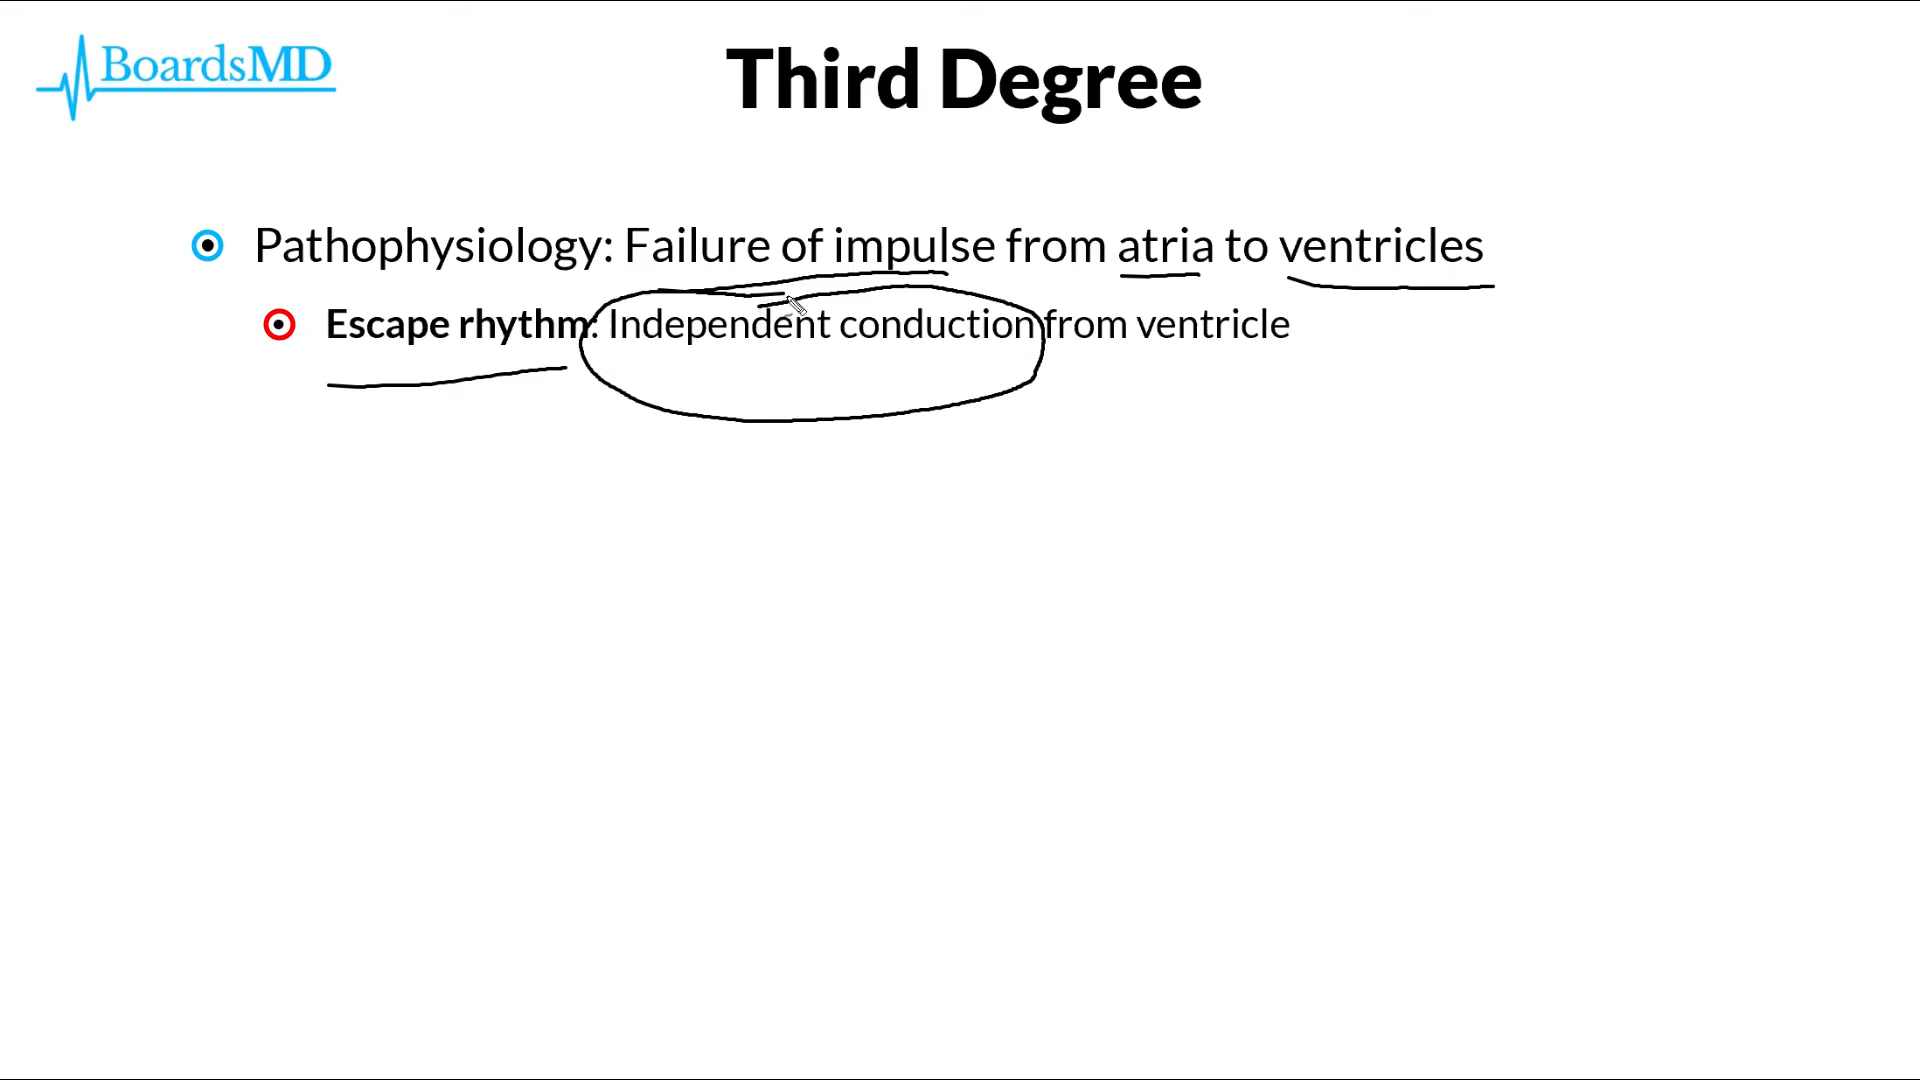 BoardsMD
Third Degree
Pathophysiology: Failure of impulse from atria to ventricles
Escape rhythm: Independent conduction from ventricle